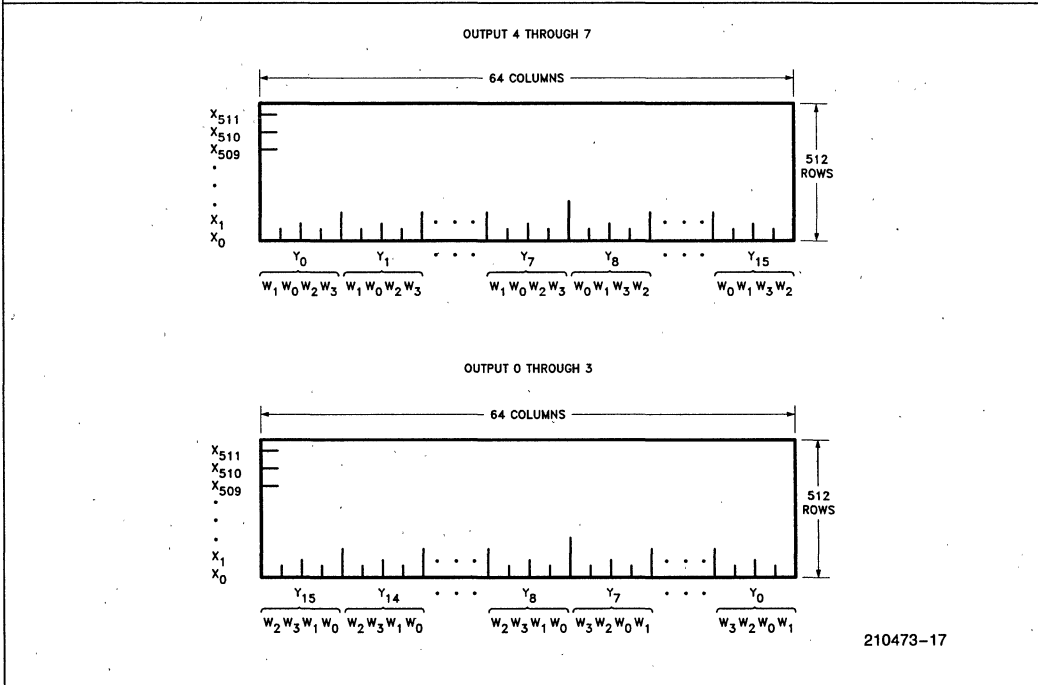 OUTPUT 4 THROUGH 7
64 COLUMNS
X511
X510
X509
512
ROWS
X1
X0
Y0 Y1 Y7 Y8 Y15
W1 W0 W2 W3 W1 W0 W2 W3 W1 W0 W2 W3 W0 W1 W3 W2 W0 W1 W3 W2
OUTPUT 0 THROUGH 3
64 COLUMNS
X511
X510
X509
512
ROWS
X1
X0
Y15 Y14 Y8 Y7 Y0
W2 W3 W1 W0 W2 W3 W1 W0 W2 W3 W1 W0 W3 W2 W0 W1 W3 W2 W0 W1
210473-17